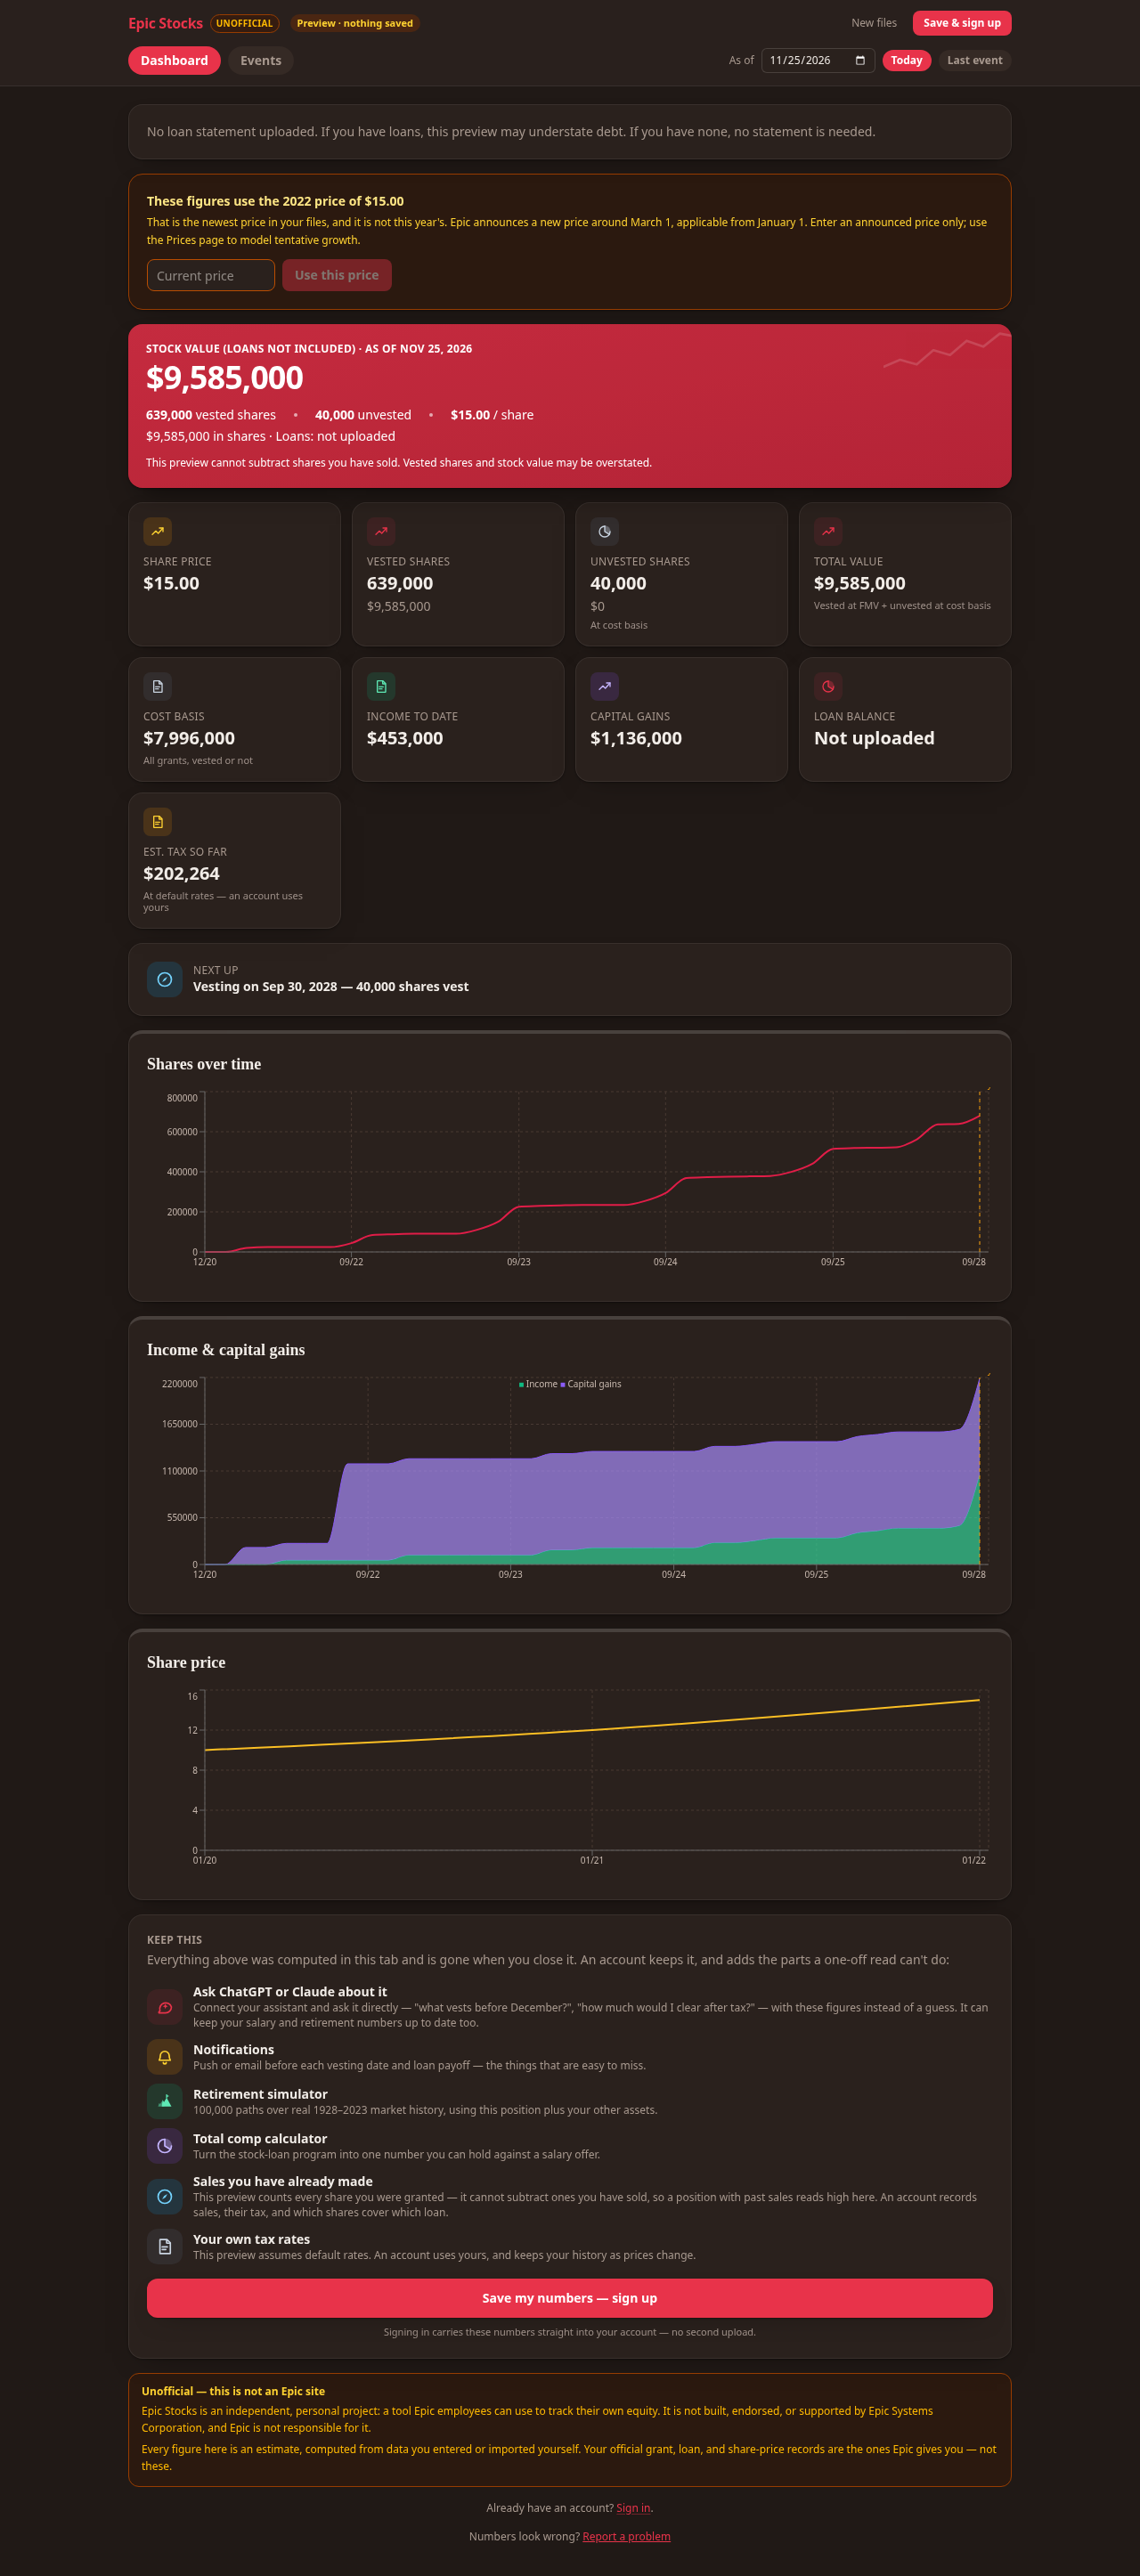 Epic Stocks UNOFFICIAL Preview · nothing saved New files Save & sign up
Dashboard Events As of 11/25/2026 Today Last event
No loan statement uploaded. If you have loans, this preview may understate debt. If you have none, no statement is needed.
These figures use the 2022 price of $15.00
That is the newest price in your files, and it is not this year's. Epic announces a new price around March 1, applicable from January 1. Enter an announced price only; use
the Prices page to model tentative growth.
Current price Use this price
STOCK VALUE (LOANS NOT INCLUDED) · AS OF NOV 25, 2026
$9,585,000
639,000 vested shares • 40,000 unvested • $15.00 / share
$9,585,000 in shares · Loans: not uploaded
This preview cannot subtract shares you have sold. Vested shares and stock value may be overstated.
SHARE PRICE
$15.00
VESTED SHARES
639,000
$9,585,000
UNVESTED SHARES
40,000
$0
At cost basis
TOTAL VALUE
$9,585,000
Vested at FMV + unvested at cost basis
COST BASIS
$7,996,000
All grants, vested or not
INCOME TO DATE
$453,000
CAPITAL GAINS
$1,136,000
LOAN BALANCE
Not uploaded
EST. TAX SO FAR
$202,264
At default rates — an account uses
yours
NEXT UP
Vesting on Sep 30, 2028 — 40,000 shares vest
Shares over time
800000
600000
400000
200000
0
12/20 09/22 09/23 09/24 09/25 09/28
Income & capital gains
Income Capital gains
2200000
1650000
1100000
550000
0
12/20 09/22 09/23 09/24 09/25 09/28
Share price
16
12
8
4
0
01/20 01/21 01/22
KEEP THIS
Everything above was computed in this tab and is gone when you close it. An account keeps it, and adds the parts a one-off read can't do:
Ask ChatGPT or Claude about it
Connect your assistant and ask it directly — "what vests before December?", "how much would I clear after tax?" — with these figures instead of a guess. It can
keep your salary and retirement numbers up to date too.
Notifications
Push or email before each vesting date and loan payoff — the things that are easy to miss.
Retirement simulator
100,000 paths over real 1928–2023 market history, using this position plus your other assets.
Total comp calculator
Turn the stock-loan program into one number you can hold against a salary offer.
Sales you have already made
This preview counts every share you were granted — it cannot subtract ones you have sold, so a position with past sales reads high here. An account records
sales, their tax, and which shares cover which loan.
Your own tax rates
This preview assumes default rates. An account uses yours, and keeps your history as prices change.
Save my numbers — sign up
Signing in carries these numbers straight into your account — no second upload.
Unofficial — this is not an Epic site
Epic Stocks is an independent, personal project: a tool Epic employees can use to track their own equity. It is not built, endorsed, or supported by Epic Systems
Corporation, and Epic is not responsible for it.
Every figure here is an estimate, computed from data you entered or imported yourself. Your official grant, loan, and share-price records are the ones Epic gives you — not
these.
Already have an account? Sign in.
Numbers look wrong? Report a problem